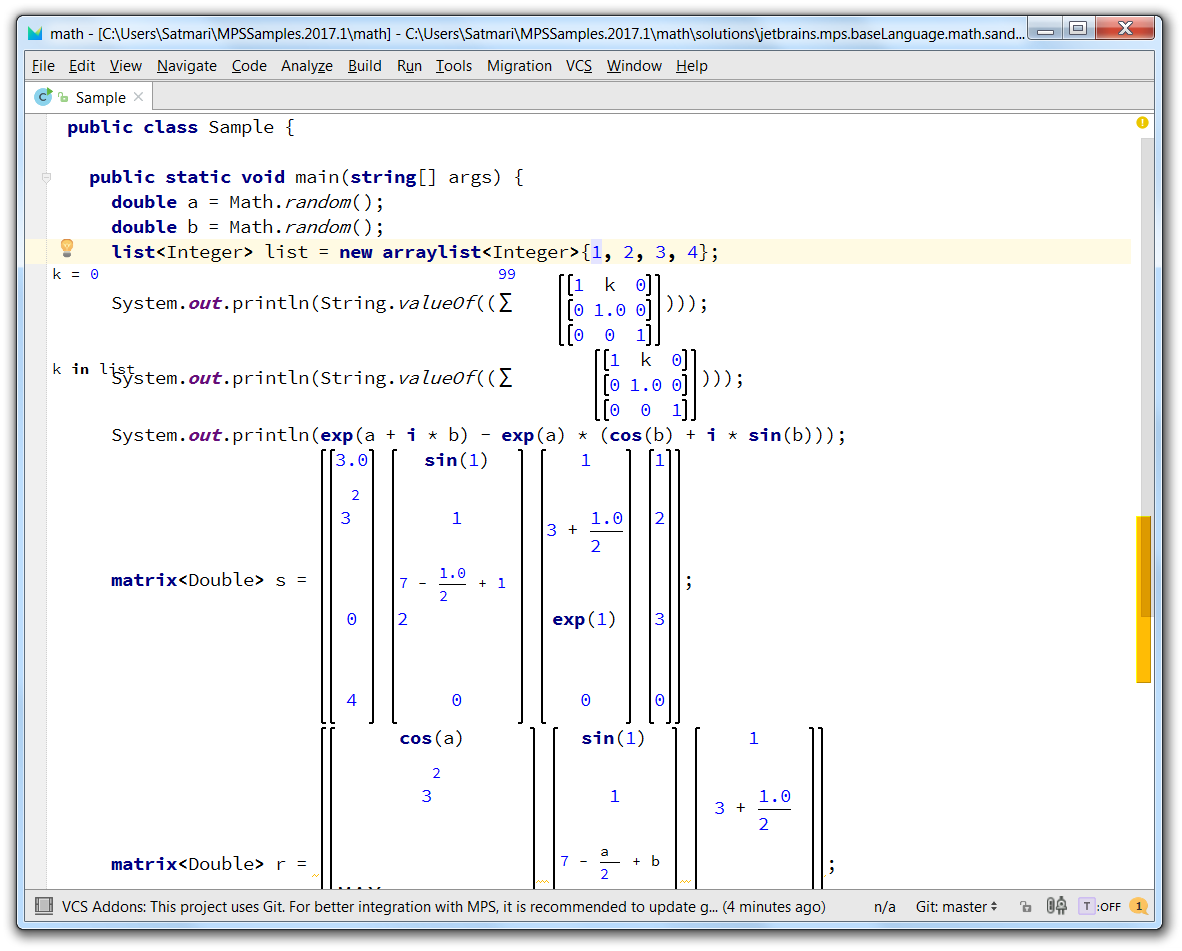 math - [C:\Users\Satmari\MPSSamples.2017.1\math] - C:\Users\Satmari\MPSSamples.2017.1\math\solutions\jetbrains.mps.baseLanguage.math.sand...
File Edit View Navigate Code Analyze Build Run Tools Migration VCS Window Help
C Sample
public class Sample {
public static void main(string[] args) {
double a = Math.random();
double b = Math.random();
list<Integer> list = new arraylist<Integer>{1, 2, 3, 4};
k = 0 99
[[1 k 0]
System.out.println(String.valueOf((∑ [0 1.0 0] )));
[0 0 1]]
[[1 k 0]
k in list
System.out.println(String.valueOf((∑ [0 1.0 0] )));
[0 0 1]]
System.out.println(exp(a + i * b) - exp(a) * (cos(b) + i * sin(b)));
3.0 sin(1) 1 1
2
3 1 3 + 1.0 2
2
matrix<Double> s = 7 - 1.0 + 1 ;
2
0 2 exp(1) 3
4 0 0 0
cos(a) sin(1) 1
2
3 1 3 + 1.0
2
matrix<Double> r = 7 - a + b ;
2
VCS Addons: This project uses Git. For better integration with MPS, it is recommended to update g... (4 minutes ago) n/a Git: master T :OFF 1